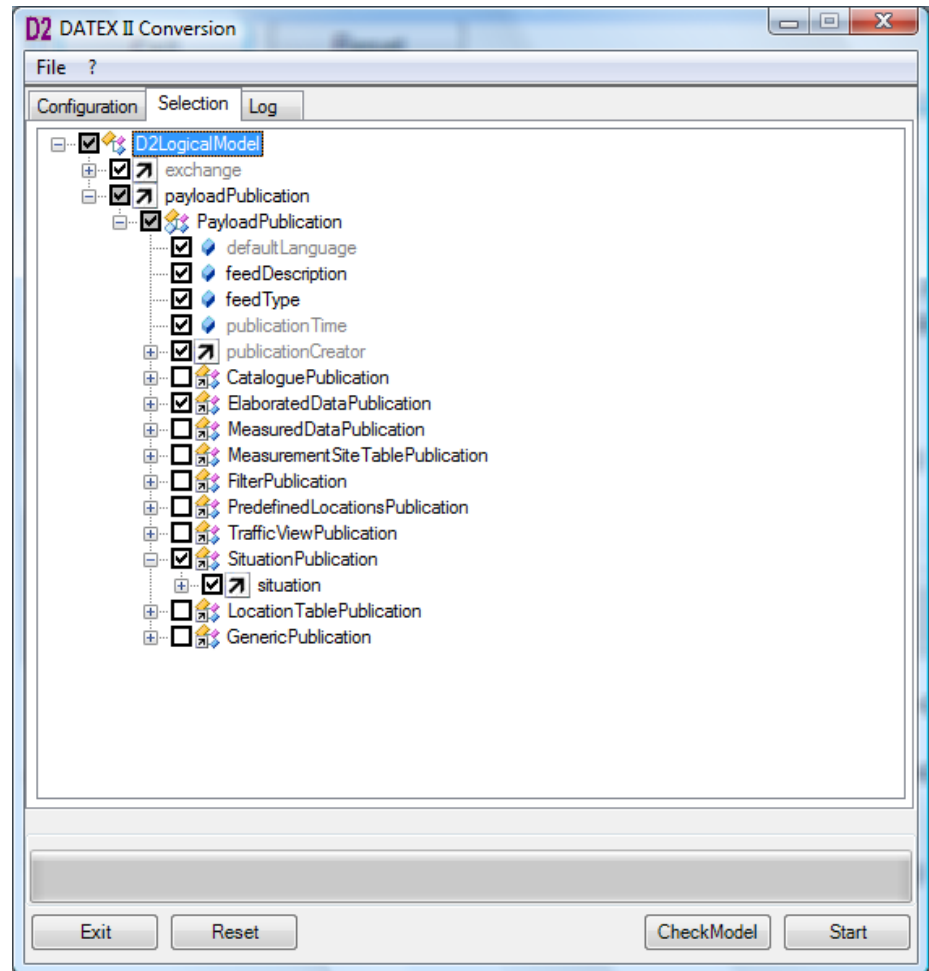 D2 DATEX II Conversion
File ?
Configuration Selection Log
D2LogicalModel
exchange
payloadPublication
PayloadPublication
defaultLanguage
feedDescription
feedType
publicationTime
publicationCreator
CataloguePublication
ElaboratedDataPublication
MeasuredDataPublication
MeasurementSiteTablePublication
FilterPublication
PredefinedLocationsPublication
TrafficViewPublication
SituationPublication
situation
LocationTablePublication
GenericPublication
Exit Reset CheckModel Start